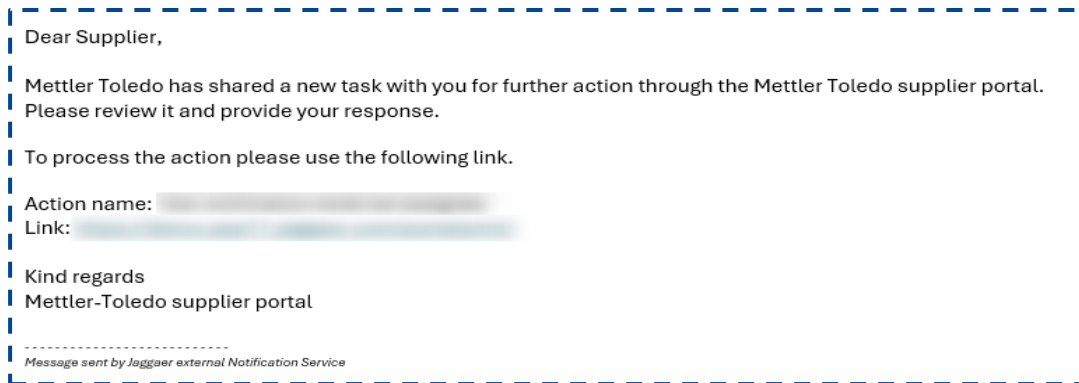 Dear Supplier,
Mettler Toledo has shared a new task with you for further action through the Mettler Toledo supplier portal.
Please review it and provide your response.
To process the action please use the following link.
Action name:
Link:
Kind regards
Mettler-Toledo supplier portal
---------------------------
Message sent by Jaggaer external Notification Service